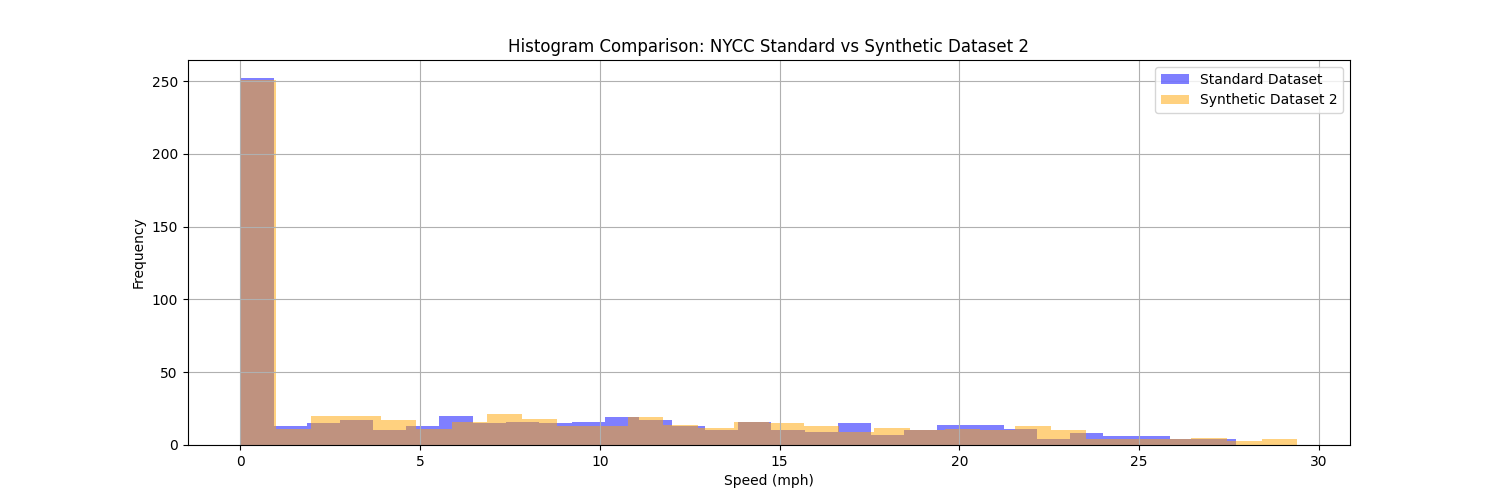 Histogram Comparison: NYCC Standard vs Synthetic Dataset 2
Standard Dataset
Synthetic Dataset 2
Frequency
250
200
150
100
50
0
0 5 10 15 20 25 30
Speed (mph)